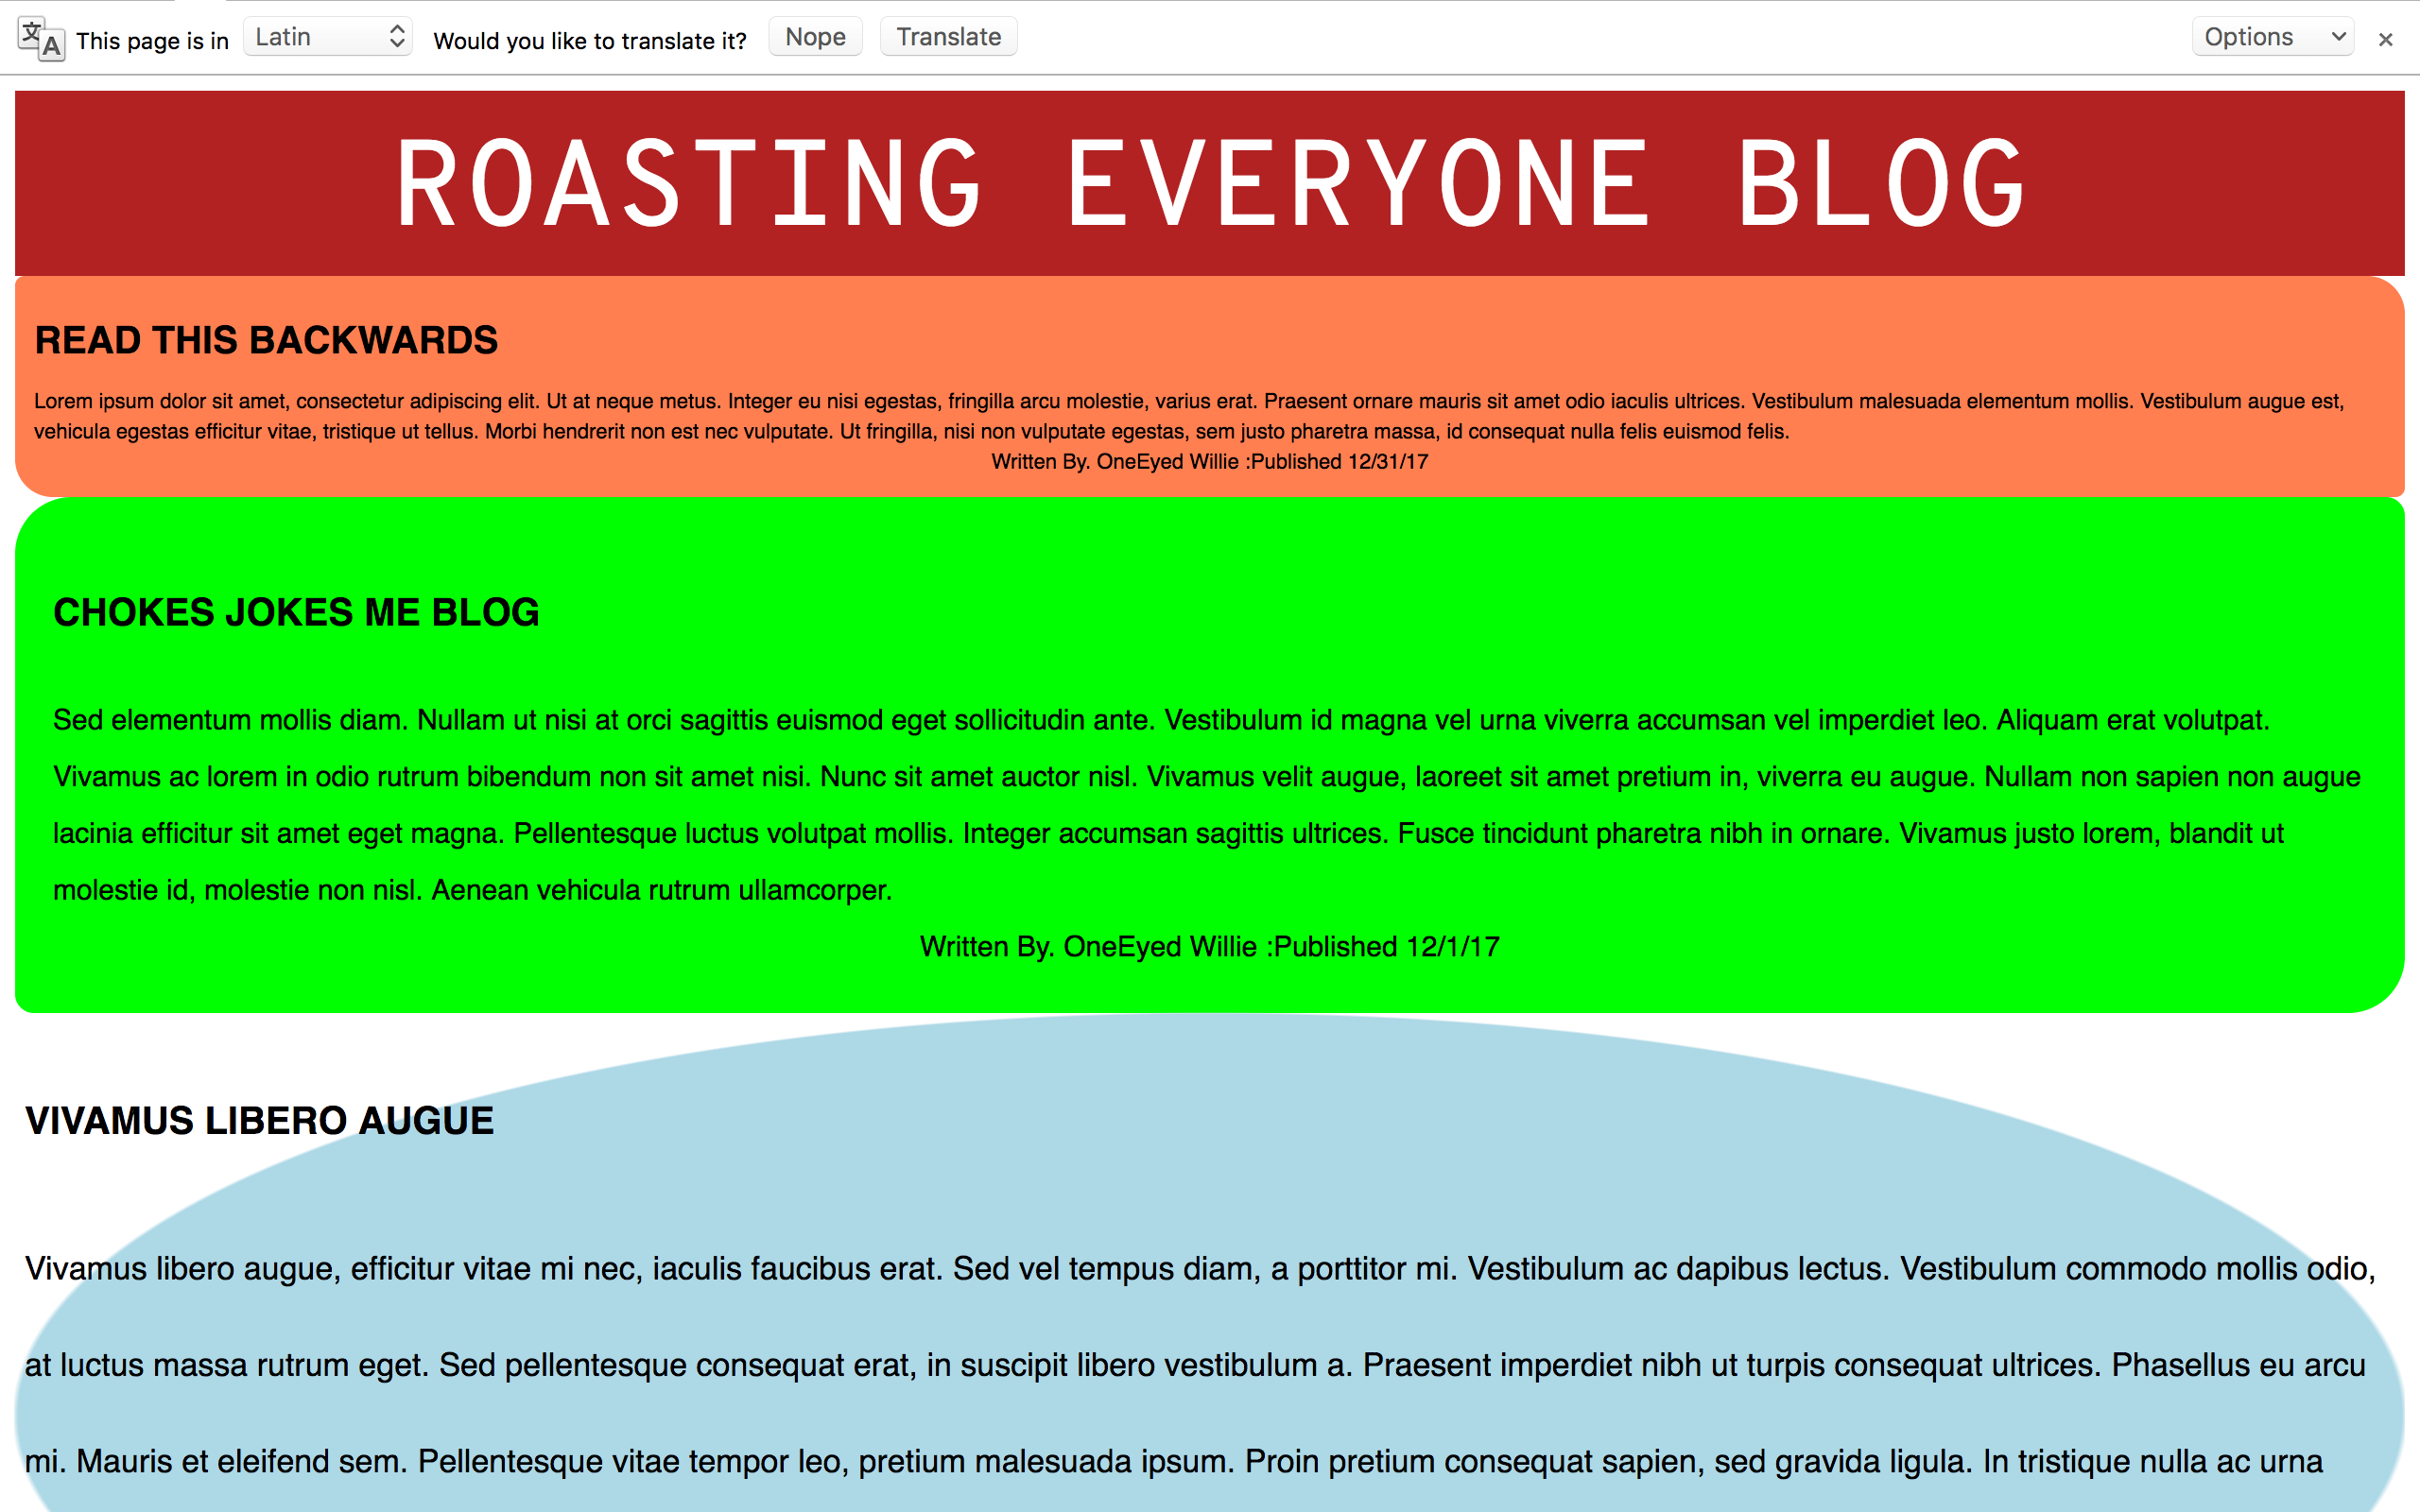 文A This page is in Latin Would you like to translate it? Nope Translate Options ×
ROASTING EVERYONE BLOG
READ THIS BACKWARDS
Lorem ipsum dolor sit amet, consectetur adipiscing elit. Ut at neque metus. Integer eu nisi egestas, fringilla arcu molestie, varius erat. Praesent ornare mauris sit amet odio iaculis ultrices. Vestibulum malesuada elementum mollis. Vestibulum augue est,
vehicula egestas efficitur vitae, tristique ut tellus. Morbi hendrerit non est nec vulputate. Ut fringilla, nisi non vulputate egestas, sem justo pharetra massa, id consequat nulla felis euismod felis.
Written By. OneEyed Willie :Published 12/31/17
CHOKES JOKES ME BLOG
Sed elementum mollis diam. Nullam ut nisi at orci sagittis euismod eget sollicitudin ante. Vestibulum id magna vel urna viverra accumsan vel imperdiet leo. Aliquam erat volutpat.
Vivamus ac lorem in odio rutrum bibendum non sit amet nisi. Nunc sit amet auctor nisl. Vivamus velit augue, laoreet sit amet pretium in, viverra eu augue. Nullam non sapien non augue
lacinia efficitur sit amet eget magna. Pellentesque luctus volutpat mollis. Integer accumsan sagittis ultrices. Fusce tincidunt pharetra nibh in ornare. Vivamus justo lorem, blandit ut
molestie id, molestie non nisl. Aenean vehicula rutrum ullamcorper.
Written By. OneEyed Willie :Published 12/1/17
VIVAMUS LIBERO AUGUE
Vivamus libero augue, efficitur vitae mi nec, iaculis faucibus erat. Sed vel tempus diam, a porttitor mi. Vestibulum ac dapibus lectus. Vestibulum commodo mollis odio,
at luctus massa rutrum eget. Sed pellentesque consequat erat, in suscipit libero vestibulum a. Praesent imperdiet nibh ut turpis consequat ultrices. Phasellus eu arcu
mi. Mauris et eleifend sem. Pellentesque vitae tempor leo, pretium malesuada ipsum. Proin pretium consequat sapien, sed gravida ligula. In tristique nulla ac urna